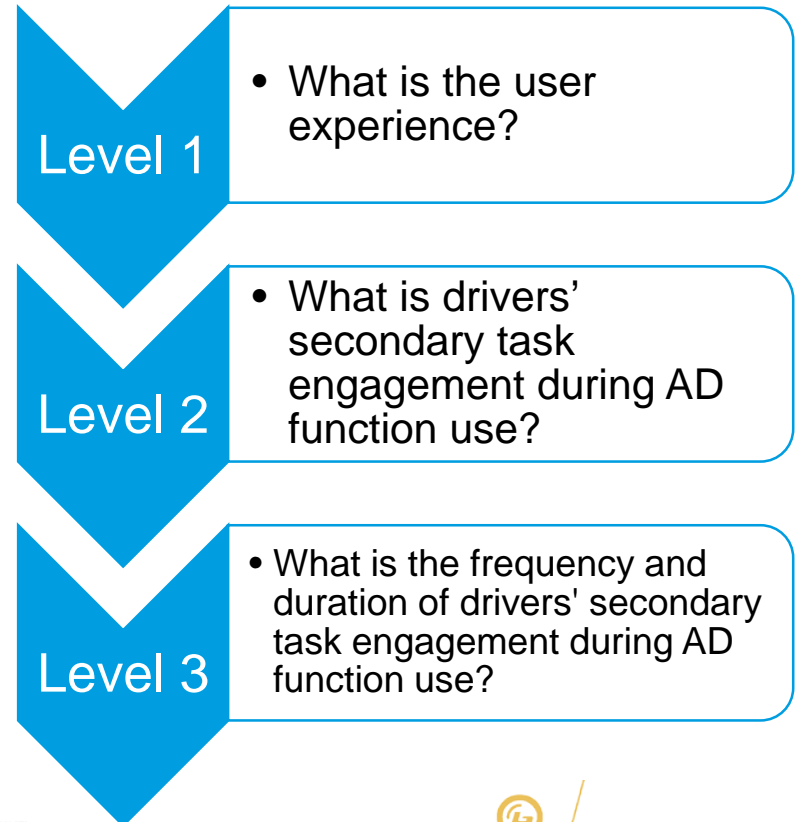 Level 1
• What is the user
experience?
Level 2
• What is drivers’
secondary task
engagement during AD
function use?
Level 3
• What is the frequency and
duration of drivers' secondary
task engagement during AD
function use?